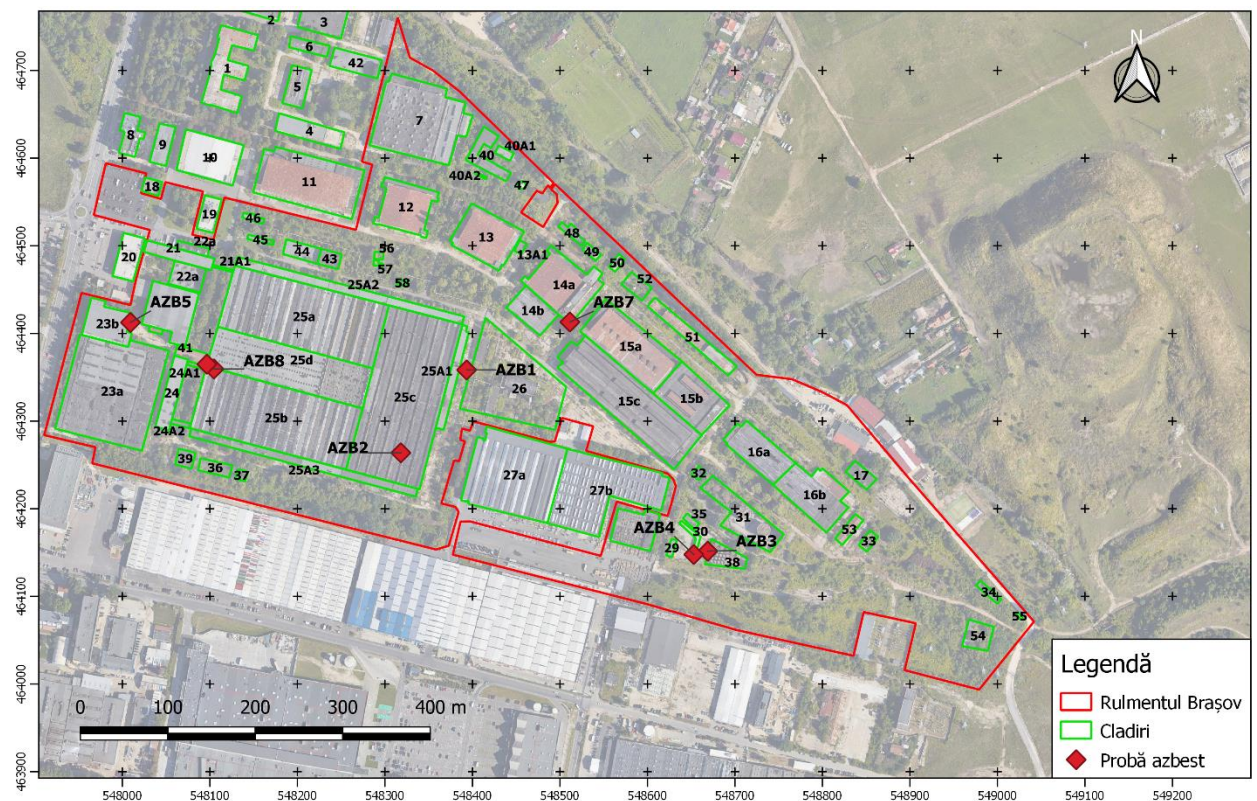 N
2
3
6
42
1
5
7
4
8
9
10
40A1
40
11
40A2
47
18
12
19
46
48
13
22a
45
44
43
56
49
20
21
13A1
50
21A1
57
52
22a
25A2
58
14a
AZB5
14b
AZB7
23b
25a
51
15a
41
25d
AZB8
24A1
25A1
AZB1
23a
24
25c
26
15c
15b
25b
24A2
AZB2
16a
39
36
37
25A3
27a
27b
32
17
16b
35
31
AZB4
30
AZB3
53
29
38
33
34
55
54
464700
464600
464500
464400
464300
464200
464100
464000
463900
0 100 200 300 400 m
Legendă
Rulmentul Brașov
Cladiri
Probă azbest
548000 548100 548200 548300 548400 548500 548600 548700 548800 548900 549000 549100 549200